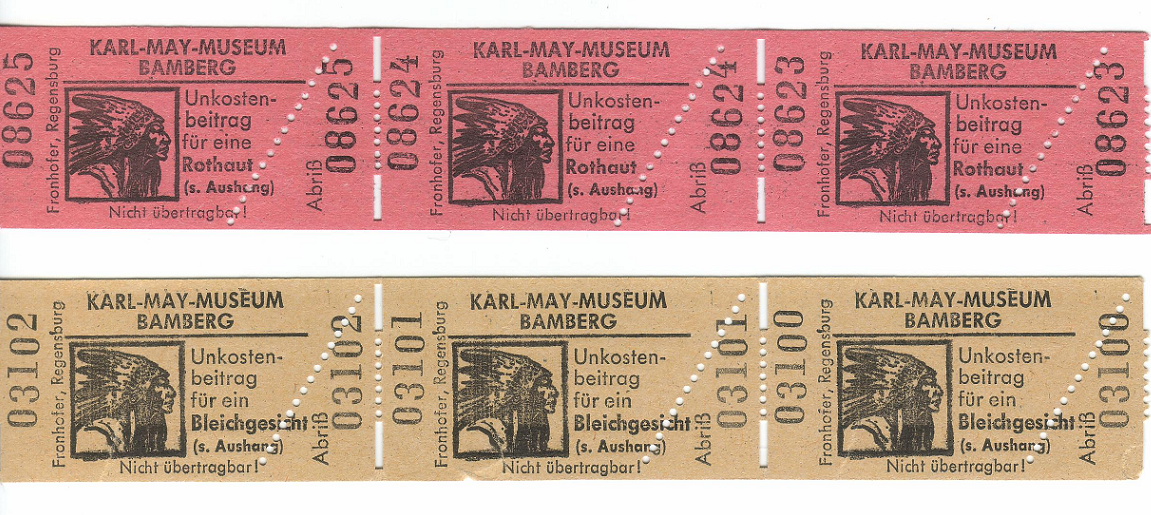 08625
Fronhofer, Regensburg
KARL-MAY-MUSEUM
BAMBERG
Unkosten-
beitrag
für eine
Rothaut
(s. Aushang)
Nicht übertragbar!
Abriß
08625
08624
Fronhofer, Regensburg
KARL-MAY-MUSEUM
BAMBERG
Unkosten-
beitrag
für eine
Rothaut
(s. Aushang)
Nicht übertragbar!
Abriß
08624
08623
Fronhofer, Regensburg
KARL-MAY-MUSEUM
BAMBERG
Unkosten-
beitrag
für eine
Rothaut
(s. Aushang)
Nicht übertragbar!
Abriß
08623
03102
Fronhofer, Regensburg
KARL-MAY-MUSEUM
BAMBERG
Unkosten-
beitrag
für ein
Bleichgesicht
(s. Aushang)
Nicht übertragbar!
Abriß
03102
03101
Fronhofer, Regensburg
KARL-MAY-MUSEUM
BAMBERG
Unkosten-
beitrag
für ein
Bleichgesicht
(s. Aushang)
Nicht übertragbar!
Abriß
03101
03100
Fronhofer, Regensburg
KARL-MAY-MUSEUM
BAMBERG
Unkosten-
beitrag
für ein
Bleichgesicht
(s. Aushang)
Nicht übertragbar!
Abriß
03100